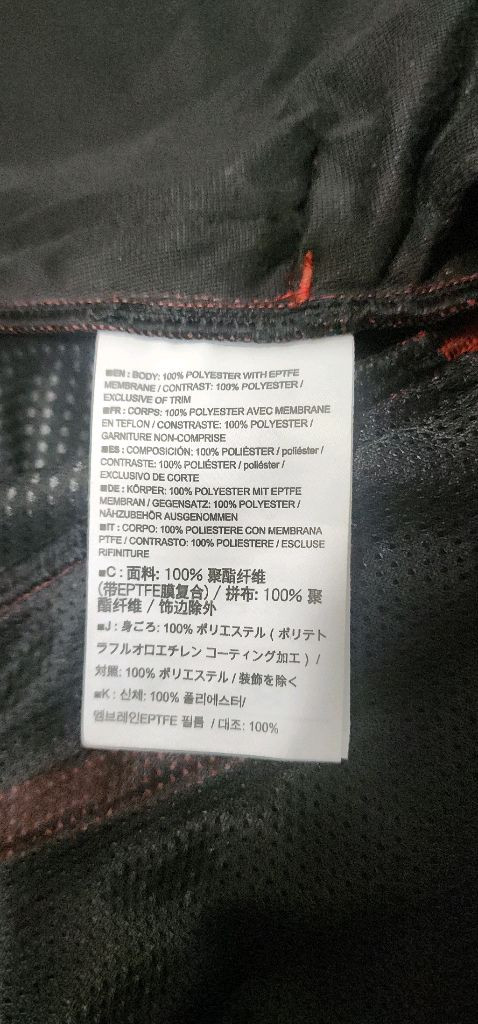 ■EN : BODY: 100% POLYESTER WITH EPTFE
MEMBRANE / CONTRAST: 100% POLYESTER /
EXCLUSIVE OF TRIM
■FR : CORPS: 100% POLYESTER AVEC MEMBRANE
EN TEFLON / CONSTRASTE: 100% POLYESTER /
GARNITURE NON-COMPRISE
■ES : COMPOSICIÓN: 100% POLIÉSTER / poliéster /
CONTRASTE: 100% POLIÉSTER / poliéster /
EXCLUSIVO DE CORTE
■DE : KÖRPER: 100% POLYESTER MIT EPTFE
MEMBRAN / GEGENSATZ: 100% POLYESTER /
NÄHZUBEHÖR AUSGENOMMEN
■IT : CORPO: 100% POLIESTERE CON MEMBRANA
PTFE / CONTRASTO: 100% POLIESTERE / ESCLUSE
RIFINITURE
■C : 面料: 100% 聚酯纤维
(带EPTFE膜复合) / 拼布: 100% 聚
酯纤维 / 饰边除外
■J : 身ごろ: 100% ポリエステル ( ポリテト
ラフルオロエチレン コーティング加工 ) /
対照: 100% ポリエステル / 装飾を除く
■K : 신체: 100% 폴리에스터/
멤브레인EPTFE 필름 / 대조: 100%